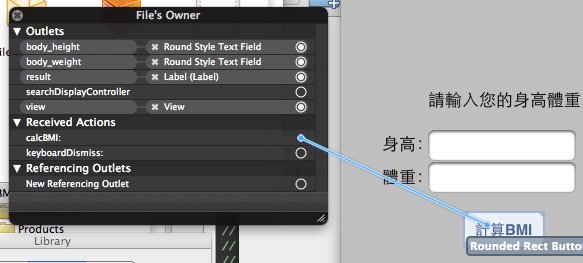 File's Owner
Outlets
body_height Round Style Text Field
body_weight Round Style Text Field
result Label (Label)
searchDisplayController
view View
Received Actions
calcBMI:
keyboardDismiss:
Referencing Outlets
New Referencing Outlet
請輸入您的身高體重
身高:
體重:
計算BMI
Rounded Rect Butto
BMI
Products
Library
//
//